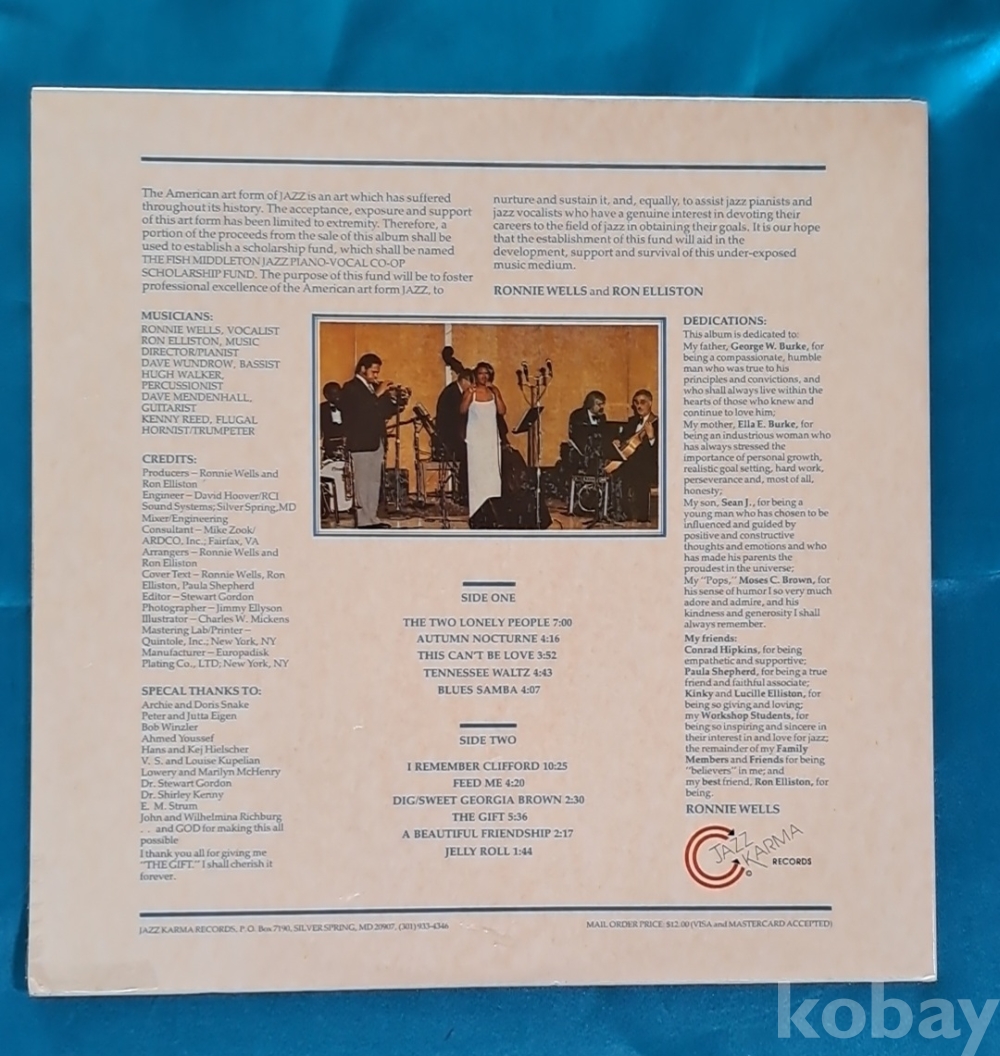 The American art form of JAZZ is an art which has suffered
throughout its history. The acceptance, exposure and support
of this art form has been limited to extremity. Therefore, a
portion of the proceeds from the sale of this album shall be
used to establish a scholarship fund, which shall be named
THE FISH MIDDLETON JAZZ PIANO-VOCAL CO-OP
SCHOLARSHIP FUND. The purpose of this fund will be to foster
professional excellence of the American art form JAZZ, to
nurture and sustain it, and, equally, to assist jazz pianists and
jazz vocalists who have a genuine interest in devoting their
careers to the field of jazz in obtaining their goals. It is our hope
that the establishment of this fund will aid in the
development, support and survival of this under-exposed
music medium.
RONNIE WELLS and RON ELLISTON
MUSICIANS:
RONNIE WELLS, VOCALIST
RON ELLISTON, MUSIC
DIRECTOR/PIANIST
DAVE WUNDROW, BASSIST
HUGH WALKER,
PERCUSSIONIST
DAVE MENDENHALL,
GUITARIST
KENNY REED, FLUGAL
HORNIST/TRUMPETER
CREDITS:
Producers – Ronnie Wells and
Ron Elliston
Engineer – David Hoover/RCI
Sound Systems; Silver Spring, MD
Mixer/Engineering
Consultant – Mike Zook/
ARDCO, Inc.; Fairfax, VA
Arrangers – Ronnie Wells and
Ron Elliston
Cover Text – Ronnie Wells, Ron
Elliston, Paula Shepherd
Editor – Stewart Gordon
Photographer – Jimmy Ellyson
Illustrator – Charles W. Mickens
Mastering Lab/Printer –
Quintole, Inc.; New York, NY
Manufacturer – Europadisk
Plating Co., LTD; New York, NY
SPECAL THANKS TO:
Archie and Doris Snake
Peter and Jutta Eigen
Bob Winzler
Ahmed Youssef
Hans and Kej Hielscher
V. S. and Louise Kupelian
Lowery and Marilyn McHenry
Dr. Stewart Gordon
Dr. Shirley Kenny
E. M. Strum
John and Wilhelmina Richburg
. . and GOD for making this all
possible
I thank you all for giving me
"THE GIFT." I shall cherish it
forever.
SIDE ONE
THE TWO LONELY PEOPLE 7:00
AUTUMN NOCTURNE 4:16
THIS CAN'T BE LOVE 3:52
TENNESSEE WALTZ 4:43
BLUES SAMBA 4:07
SIDE TWO
I REMEMBER CLIFFORD 10:25
FEED ME 4:20
DIG/SWEET GEORGIA BROWN 2:30
THE GIFT 5:36
A BEAUTIFUL FRIENDSHIP 2:17
JELLY ROLL 1:44
DEDICATIONS:
This album is dedicated to:
My father, George W. Burke, for
being a compassionate, humble
man who was true to his
principles and convictions, and
who shall always live within the
hearts of those who knew and
continue to love him;
My mother, Ella E. Burke, for
being an industrious woman who
has always stressed the
importance of personal growth,
realistic goal setting, hard work,
perseverance and, most of all,
honesty;
My son, Sean J., for being a
young man who has chosen to be
influenced and guided by
positive and constructive
thoughts and emotions and who
has made his parents the
proudest in the universe;
My "Pops," Moses C. Brown, for
his sense of humor I so very much
adore and admire, and his
kindness and generosity I shall
always remember.
My friends:
Conrad Hipkins, for being
empathetic and supportive;
Paula Shepherd, for being a true
friend and faithful associate;
Kinky and Lucille Elliston, for
being so giving and loving;
my Workshop Students, for
being so inspiring and sincere in
their interest in and love for jazz;
the remainder of my Family
Members and Friends for being
"believers" in me; and
my best friend, Ron Elliston, for
being.
RONNIE WELLS
JAZZ
KARMA
RECORDS
©
JAZZ KARMA RECORDS, P.O. Box 7190, SILVER SPRING, MD 20907, (301) 933-4346
MAIL ORDER PRICE: $12.00 (VISA and MASTERCARD ACCEPTED)
kobay